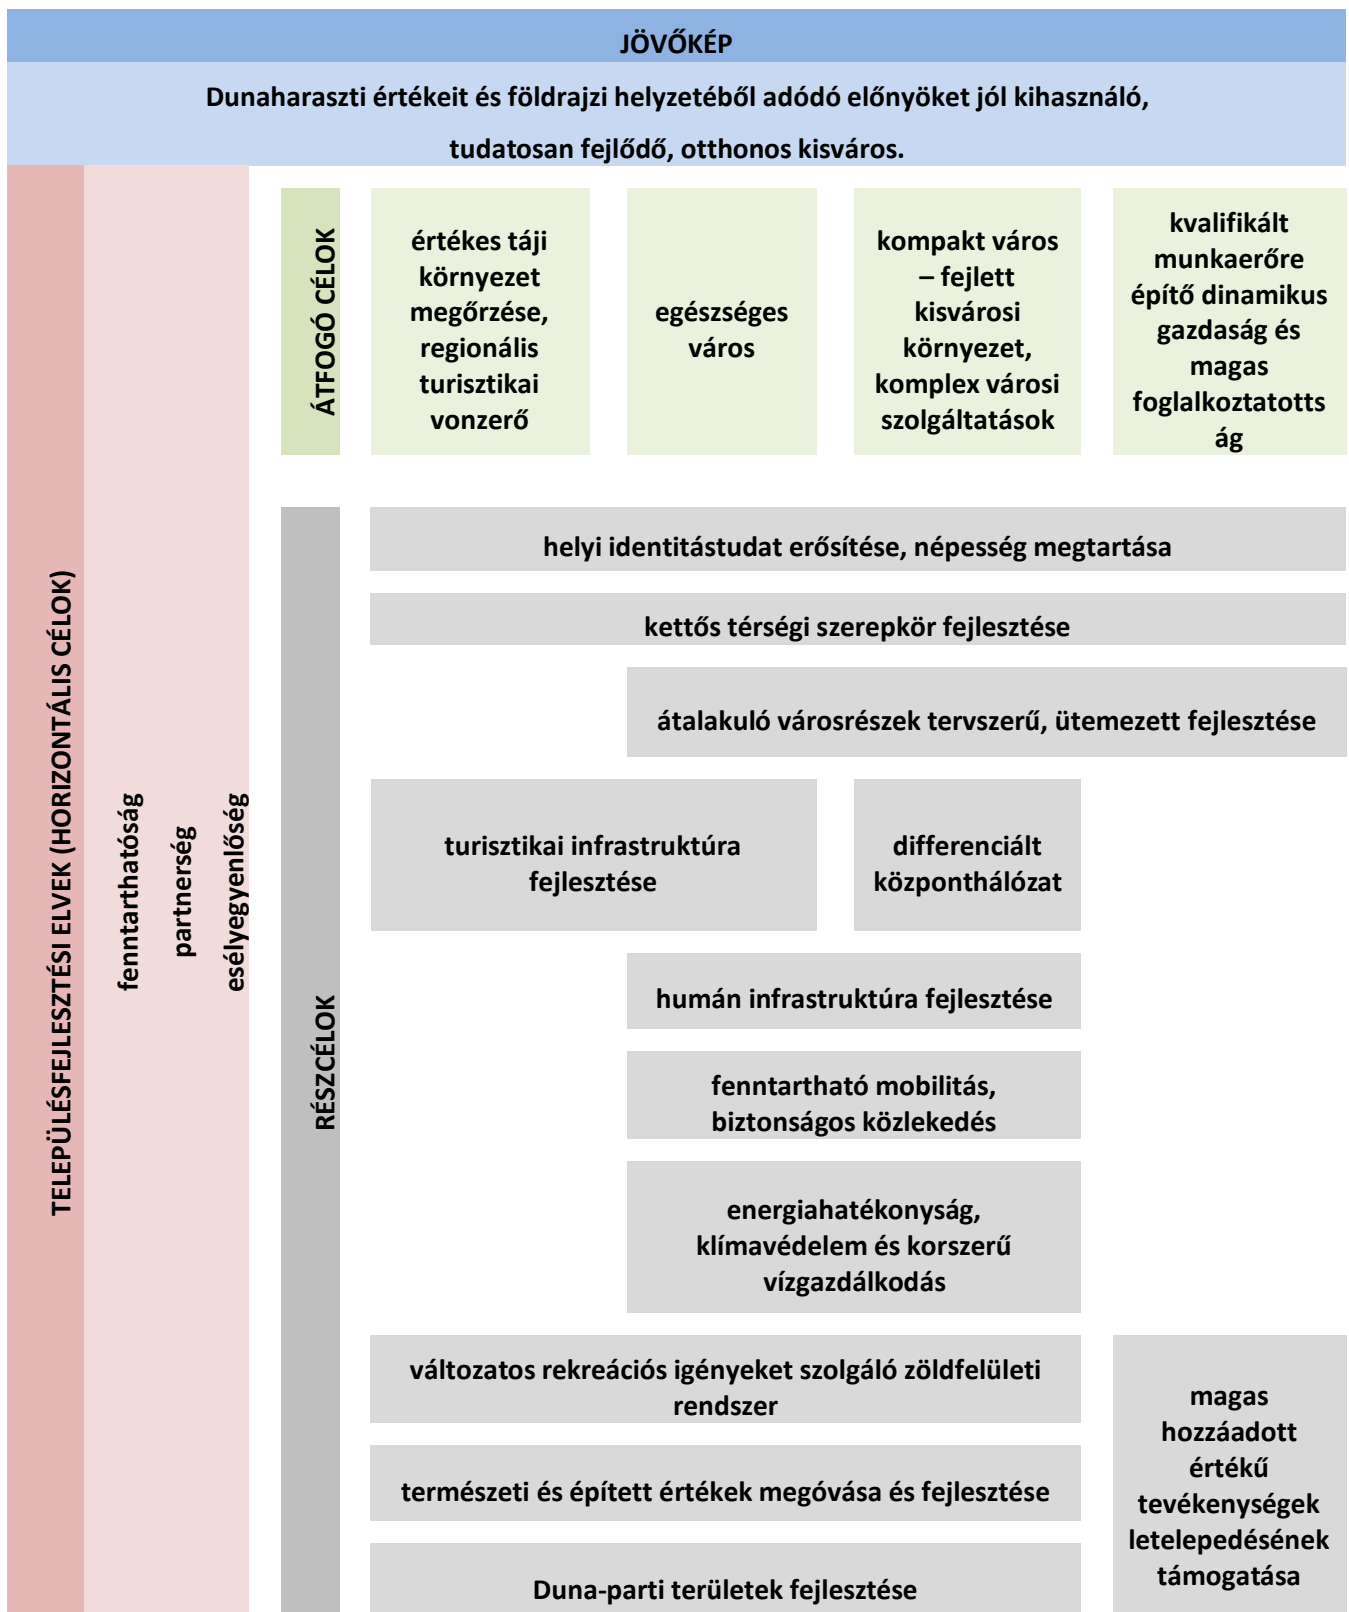 JÖVŐKÉP
Dunaharaszti értékeit és földrajzi helyzetéből adódó előnyöket jól kihasználó,
tudatosan fejlődő, otthonos kisváros.
TELEPÜLÉSFEJLESZTÉSI ELVEK (HORIZONTÁLIS CÉLOK)
fenntarthatóság
partnerség
esélyegyenlőség
ÁTFOGÓ CÉLOK
értékes táji
környezet
megőrzése,
regionális
turisztikai
vonzerő
egészséges
város
kompakt város
– fejlett
kisvárosi
környezet,
komplex városi
szolgáltatások
kvalifikált
munkaerőre
építő dinamikus
gazdaság és
magas
foglalkoztatotts
ág
RÉSZCÉLOK
helyi identitástudat erősítése, népesség megtartása
kettős térségi szerepkör fejlesztése
átalakuló városrészek tervszerű, ütemezett fejlesztése
turisztikai infrastruktúra
fejlesztése
differenciált
központhálózat
humán infrastruktúra fejlesztése
fenntartható mobilitás,
biztonságos közlekedés
energiahatékonyság,
klímavédelem és korszerű
vízgazdálkodás
változatos rekreációs igényeket szolgáló zöldfelületi
rendszer
természeti és épített értékek megóvása és fejlesztése
Duna-parti területek fejlesztése
magas
hozzáadott
értékű
tevékenységek
letelepedésének
támogatása